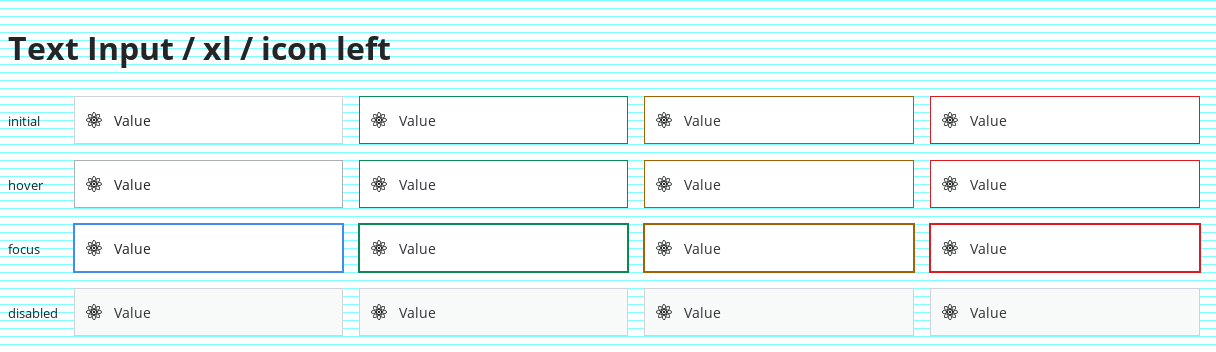 Text Input / xl / icon left
initial Value Value Value Value
hover Value Value Value Value
focus Value Value Value Value
disabled Value Value Value Value